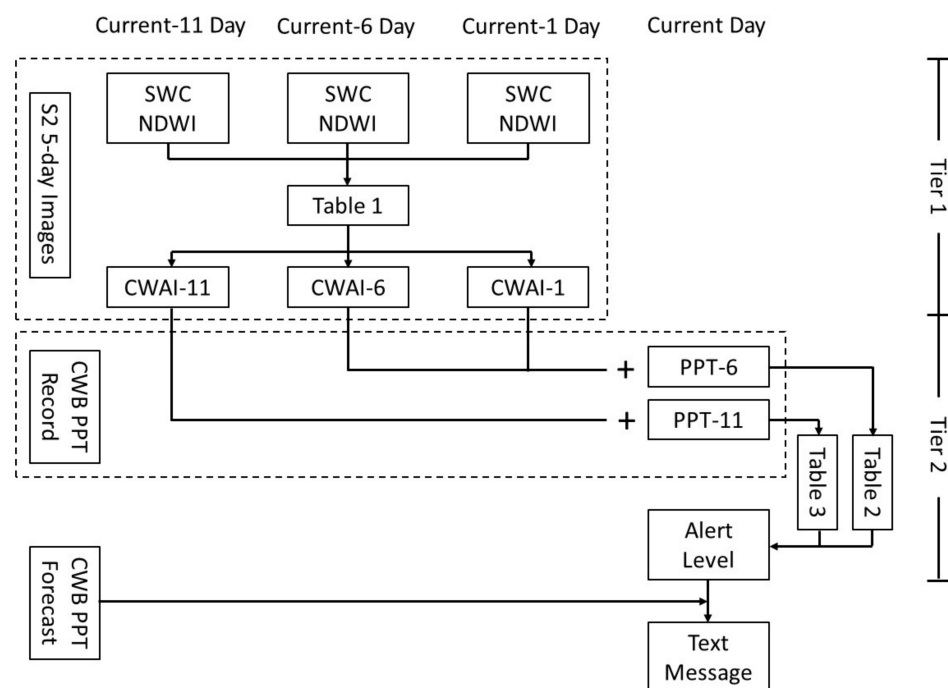 Current-11 Day
Current-6 Day
Current-1 Day
Current Day
S2 5-day Images
SWC
NDWI
SWC
NDWI
SWC
NDWI
Table 1
CWAI-11
CWAI-6
CWAI-1
Tier 1
CWB PPT
Record
+
PPT-6
+
PPT-11
Table 3
Table 2
Tier 2
Alert
Level
CWB PPT
Forecast
Text
Message